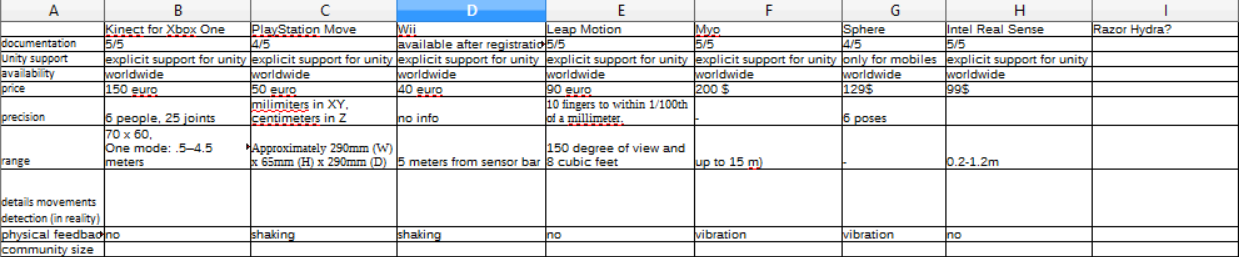 A B C D E F G H I
Kinect for Xbox One PlayStation Move Wii Leap Motion Myo Sphere Intel Real Sense Razor Hydra?
documentation 5/5 4/5 available after registratio 5/5 5/5 4/5 5/5
Unity support explicit support for unity explicit support for unity explicit support for unity explicit support for unity explicit support for unity only for mobiles explicit support for unity
availability worldwide worldwide worldwide worldwide worldwide worldwide worldwide
price 150 euro 50 euro 40 euro 90 euro 200 $ 129$ 99$
milimiters in XY, 10 fingers to within 1/100th
precision 6 people, 25 joints centimeters in Z no info of a millimeter. - 6 poses
70 x 60,
One mode: .5–4.5 Approximately 290mm (W) 150 degree of view and
range meters x 65mm (H) x 290mm (D) 5 meters from sensor bar 8 cubic feet up to 15 m) - 0.2-1.2m
details movements
detection (in reality)
physical feedba no shaking shaking no vibration vibration no
community size